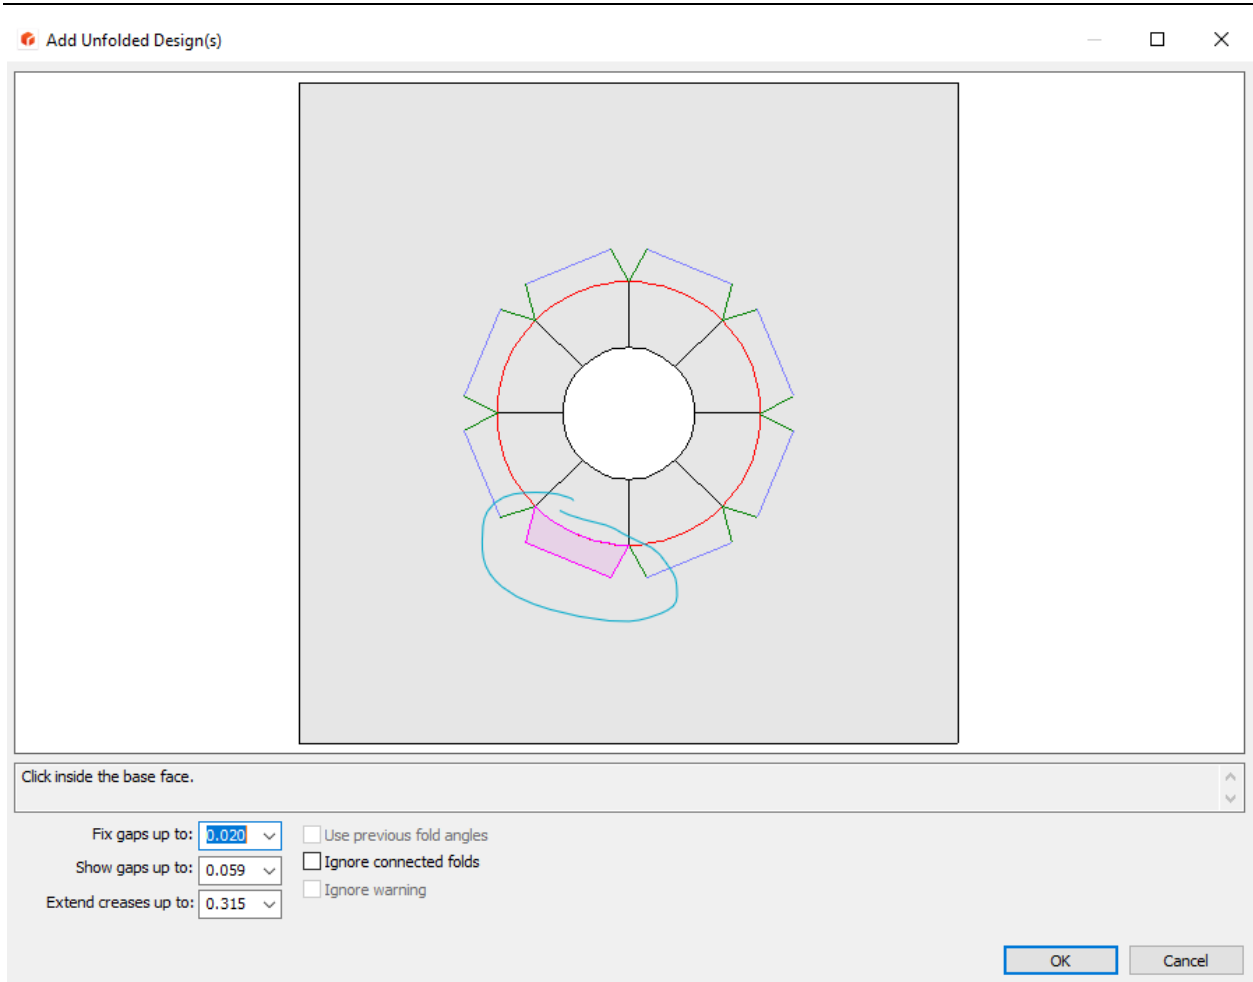 Add Unfolded Design(s)
Click inside the base face.
Fix gaps up to: 0.020
Use previous fold angles
Show gaps up to: 0.059
Ignore connected folds
Extend creases up to: 0.315
Ignore warning
OK
Cancel